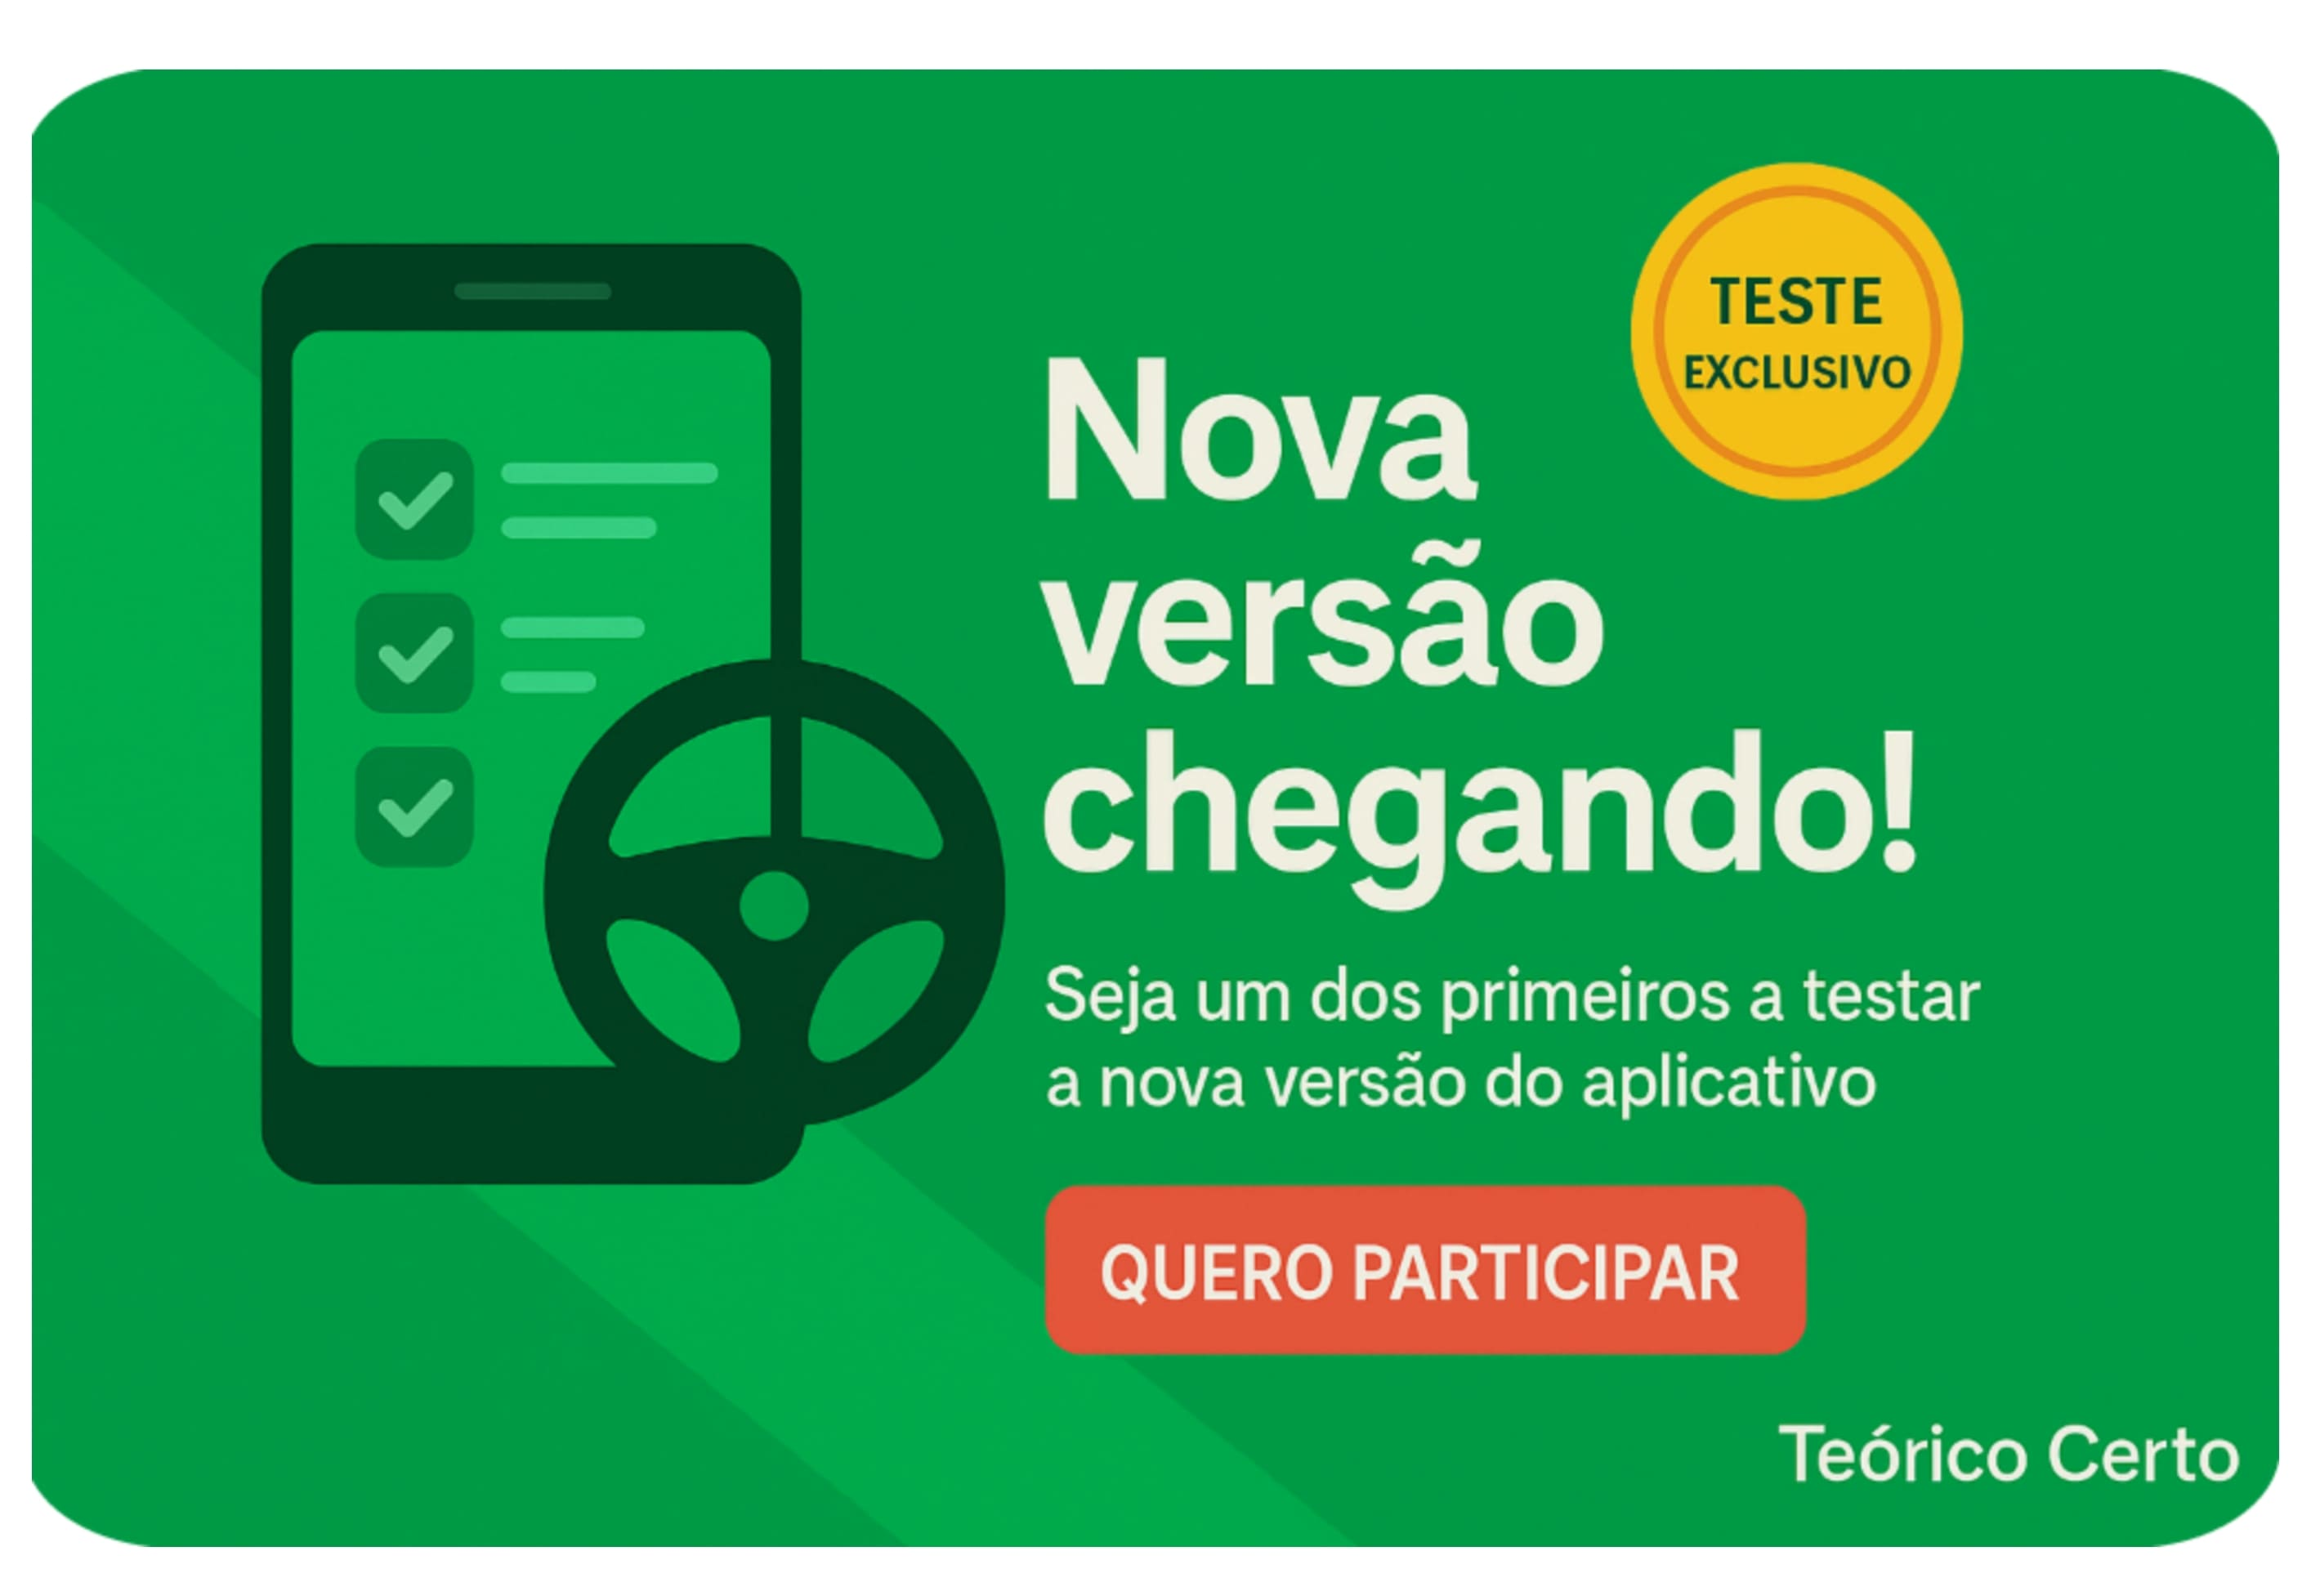 TESTE
EXCLUSIVO
Nova
versão
chegando!
Seja um dos primeiros a testar
a nova versão do aplicativo
QUERO PARTICIPAR
Teórico Certo